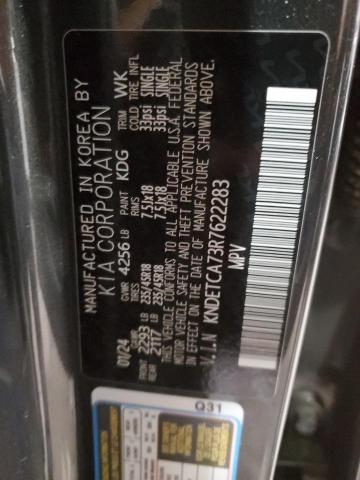 MANUFACTURED IN KOREA BY
KIA CORPORATION
01/24 GVWR 4256 LB PAINT KDG TRIM WK
GAWR TIRES RIMS COLD TIRE INFL
FRONT 2293 LB 235/45R18 7.5Jx18 33psi SINGLE
REAR 2117 LB 235/45R18 7.5Jx18 33psi SINGLE
THIS VEHICLE CONFORMS TO ALL APPLICABLE U.S.A. FEDERAL
MOTOR VEHICLE SAFETY AND THEFT PREVENTION STANDARDS
IN EFFECT ON THE DATE OF MANUFACTURE SHOWN ABOVE.
V.I.N KNDETCA73R7622283
MPV
Q31